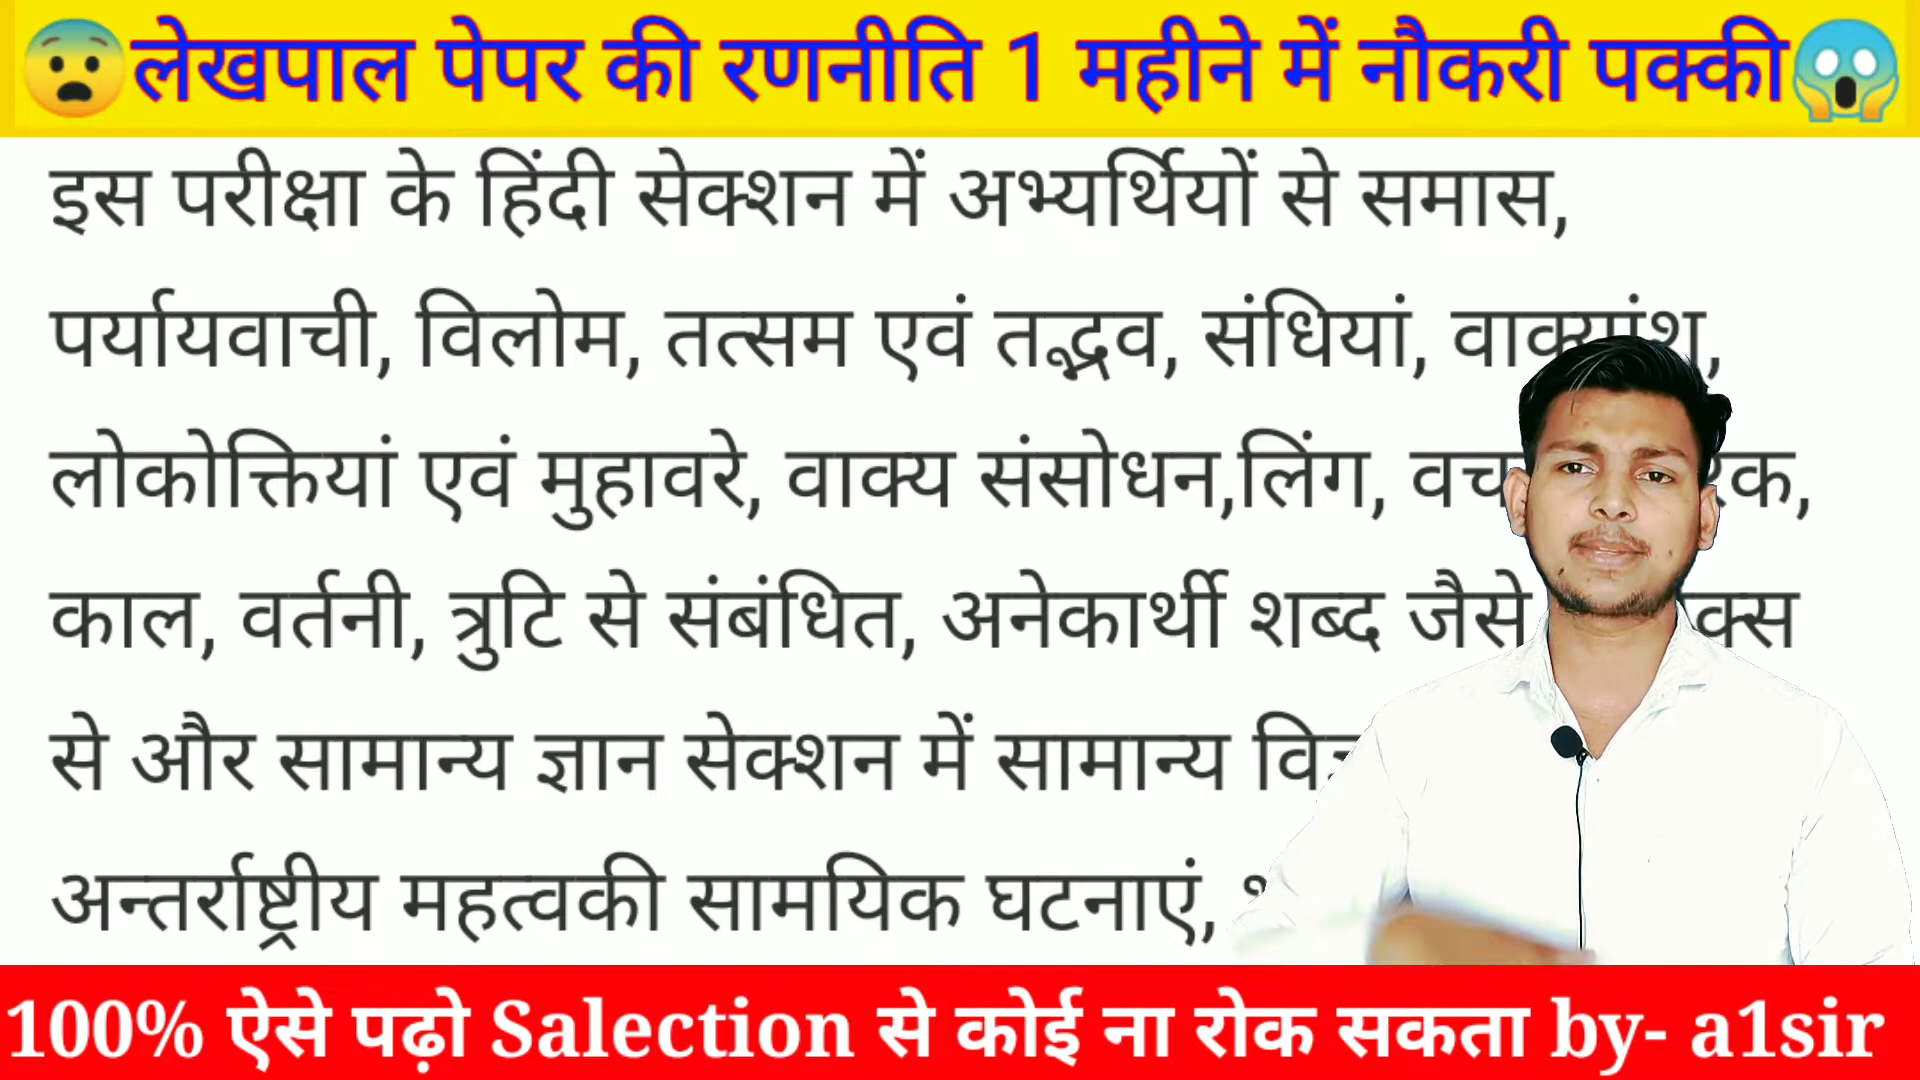 लेखपाल पेपर की रणनीति 1 महीने में नौकरी पक्की
इस परीक्षा के हिंदी सेक्शन में अभ्यर्थियों से समास,
पर्यायवाची, विलोम, तत्सम एवं तद्भव, संधियां, वाक्यांश,
लोकोक्तियां एवं मुहावरे, वाक्य संसोधन,लिंग,
काल, वर्तनी, त्रुटि से संबंधित, अनेकार्थी शब्द जैसे
से और सामान्य ज्ञान सेक्शन में सामान्य
अन्तर्राष्ट्रीय महत्वकी सामयिक घटनाएं,
100% ऐसे पढ़ो Salection से कोई ना रोक सकता by- a1sir